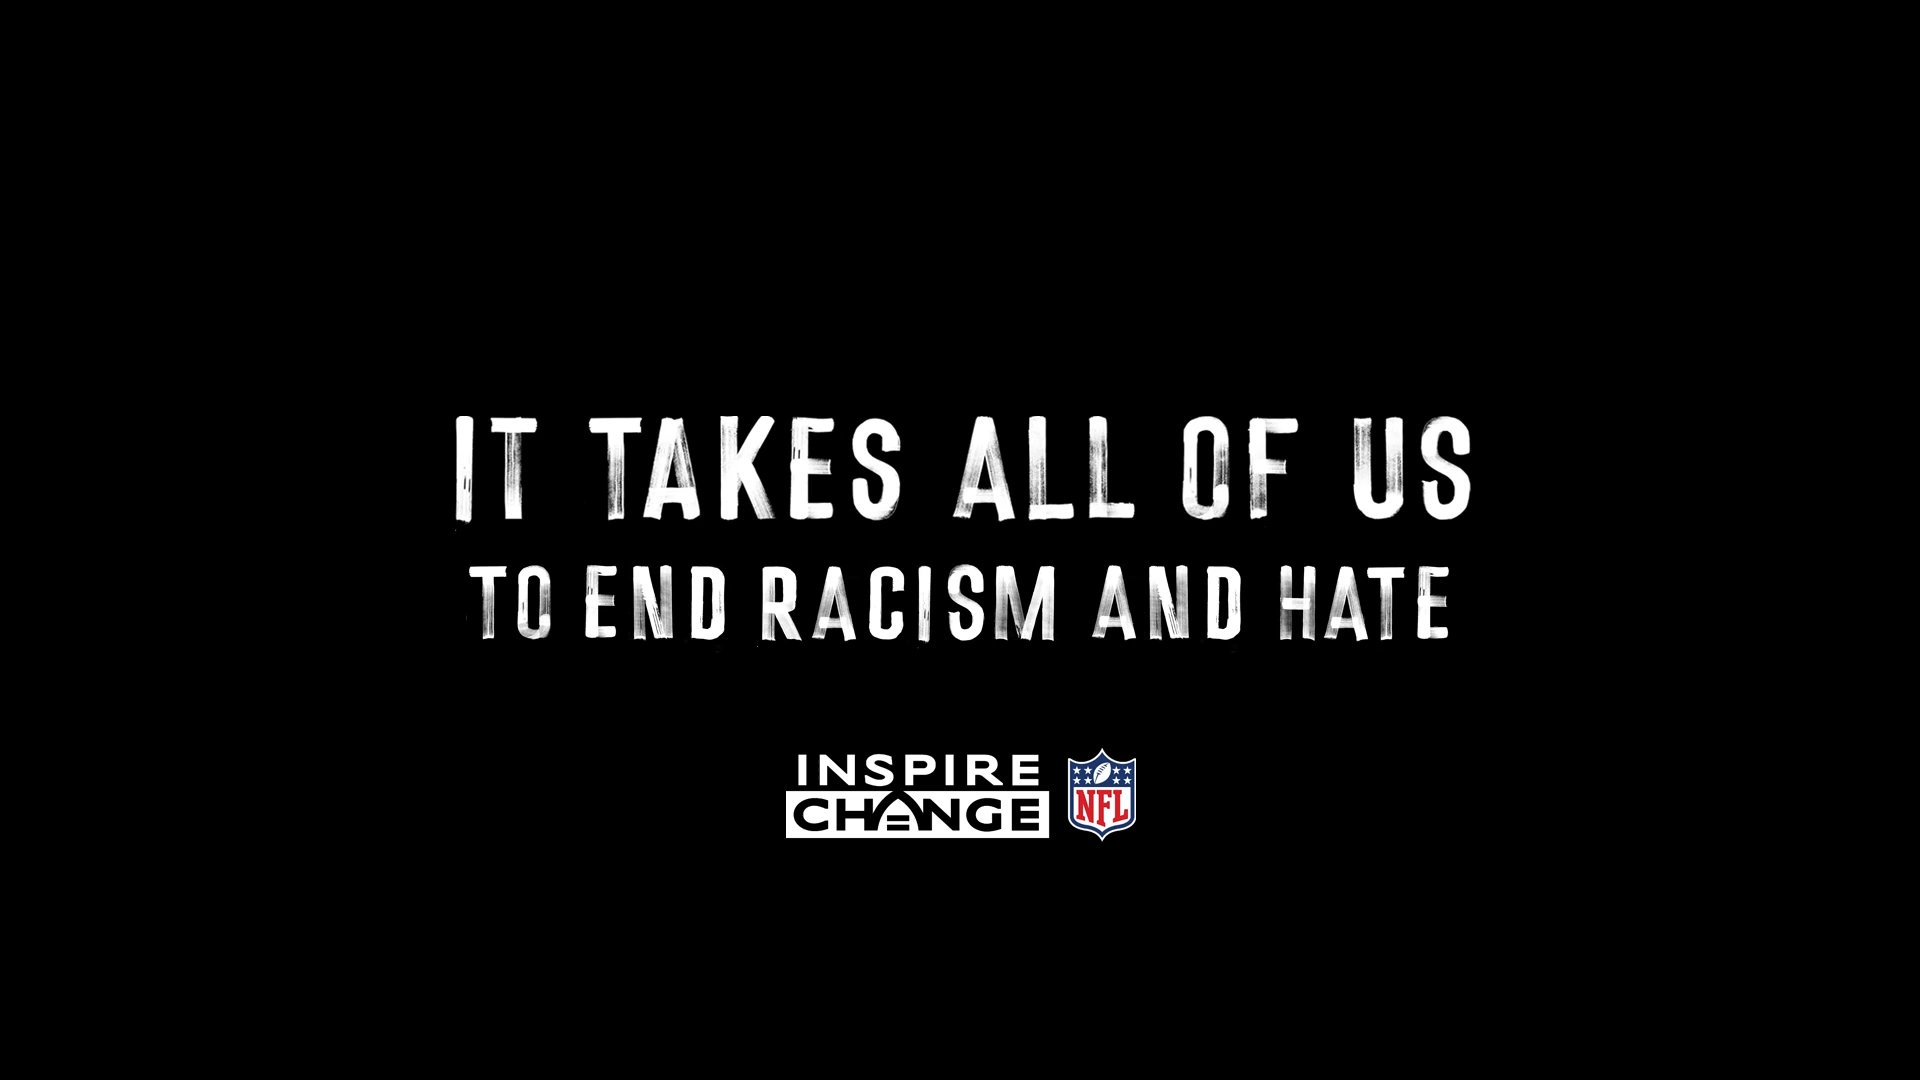 IT TAKES ALL OF US
TO END RACISM AND HATE
INSPIRE
CHANGE
NFL